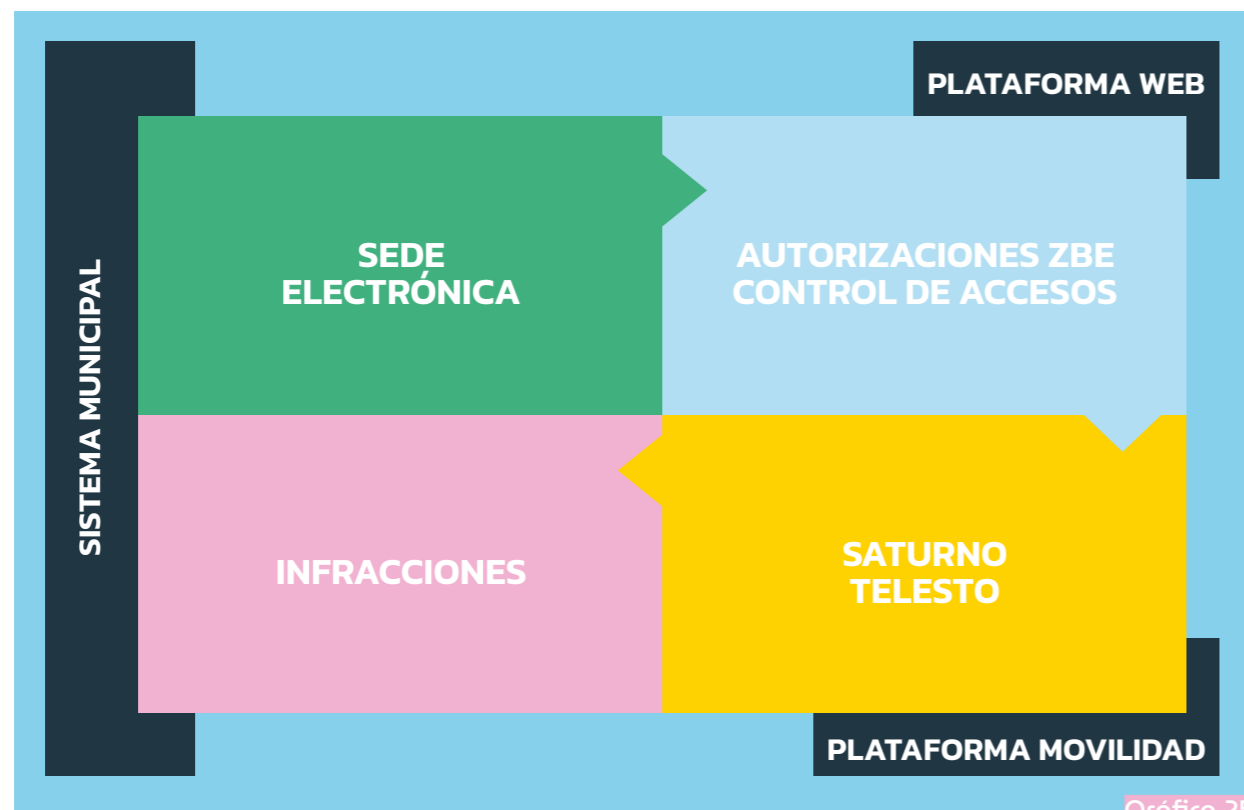 PLATAFORMA WEB
SISTEMA MUNICIPAL
SEDE
ELECTRÓNICA
AUTORIZACIONES ZBE
CONTROL DE ACCESOS
INFRACCIONES
SATURNO
TELESTO
PLATAFORMA MOVILIDAD